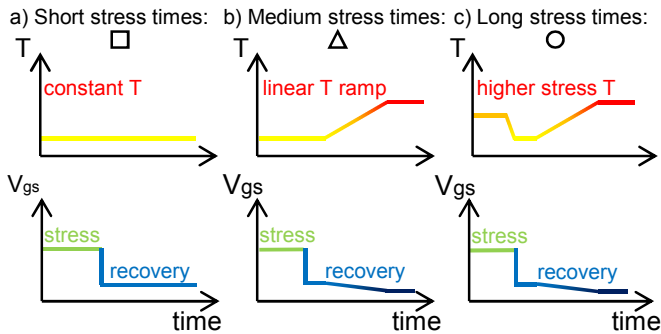 a) Short stress times: b) Medium stress times: c) Long stress times:
T T T
constant T linear T ramp higher stress T
Vgs Vgs Vgs
stress stress stress
recovery recovery recovery
time time time